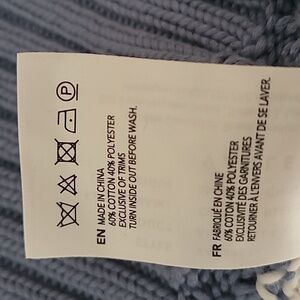 P
EN MADE IN CHINA
60% COTTON 40% POLYESTER
EXCLUSIVE OF TRIMS
TURN INSIDE OUT BEFORE WASH.
FR FABRIQUÉ EN CHINE
60% COTON 40% POLYESTER
EXCLUSIF DES GARNITURES
RETOURNER À L'ENVERS AVANT DE SE LAVER.